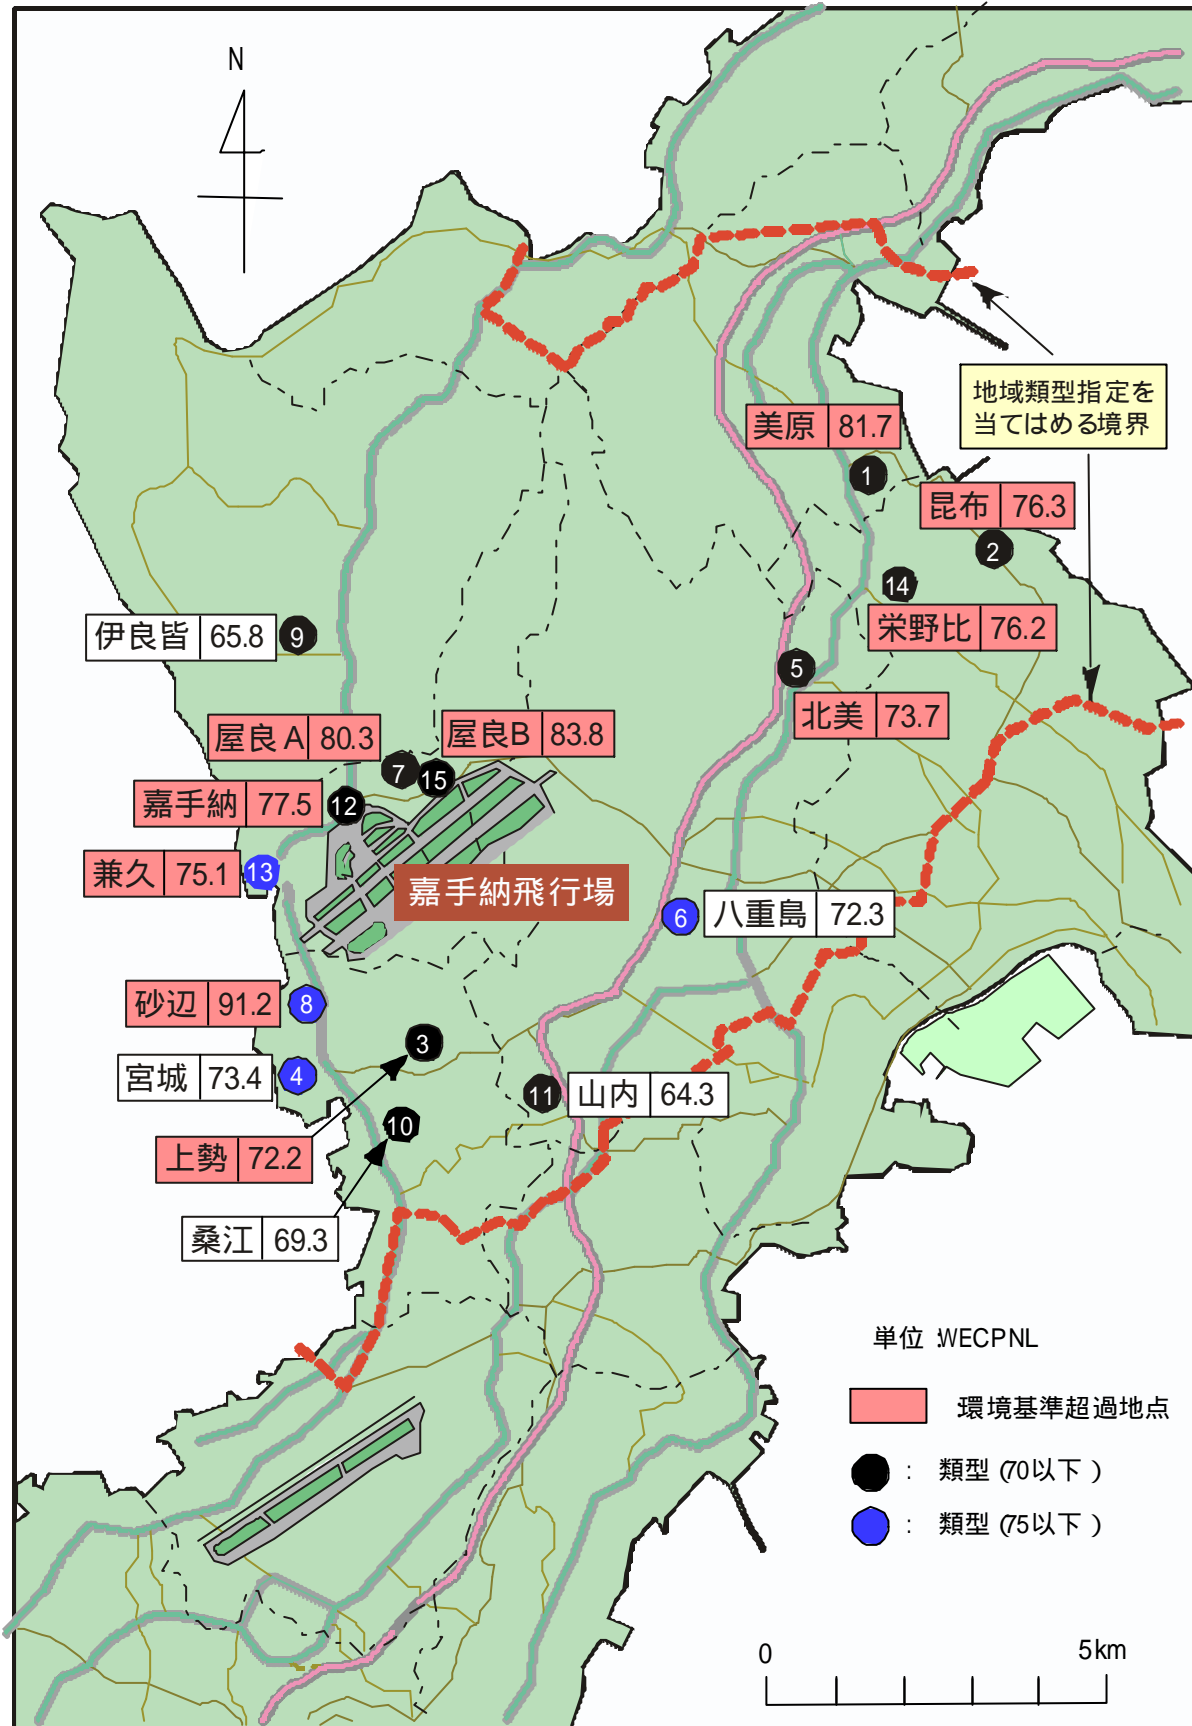 N
地域類型指定を
当てはめる境界
美原 81.7
1
昆布 76.3
2
14
栄野比 76.2
伊良皆 65.8
9
5
北美 73.7
屋良A 80.3
屋良B 83.8
7
15
嘉手納 77.5
12
兼久 75.1
13
嘉手納飛行場
6
八重島 72.3
砂辺 91.2
8
3
宮城 73.4
4
11
山内 64.3
10
上勢 72.2
桑江 69.3
単位:WECPNL
環境基準超過地点
: 類型(70以下)
: 類型(75以下)
0 5km